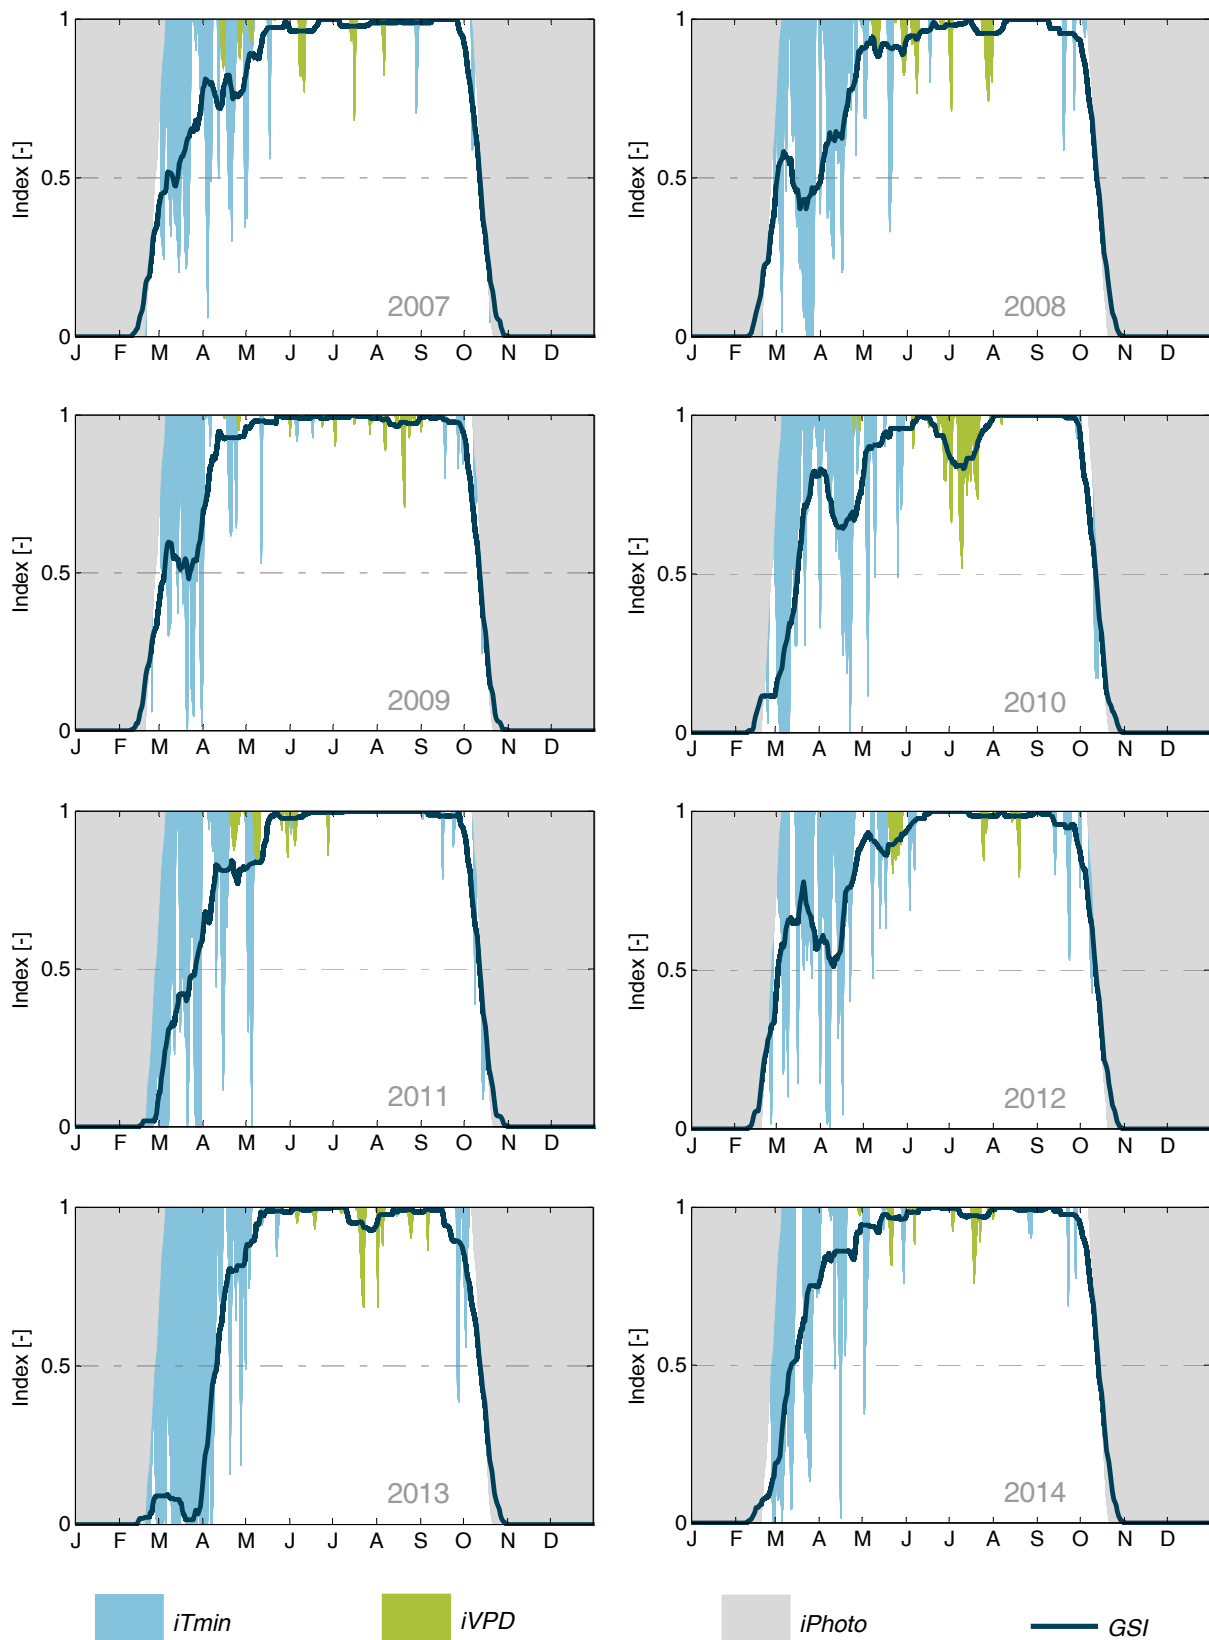 1
0.5
0
Index [-]
2007
J F M A M J J A S O N D
1
0.5
0
Index [-]
2008
J F M A M J J A S O N D
1
0.5
0
Index [-]
2009
J F M A M J J A S O N D
1
0.5
0
Index [-]
2010
J F M A M J J A S O N D
1
0.5
0
Index [-]
2011
J F M A M J J A S O N D
1
0.5
0
Index [-]
2012
J F M A M J J A S O N D
1
0.5
0
Index [-]
2013
J F M A M J J A S O N D
1
0.5
0
Index [-]
2014
J F M A M J J A S O N D
iTmin iVPD iPhoto GSI